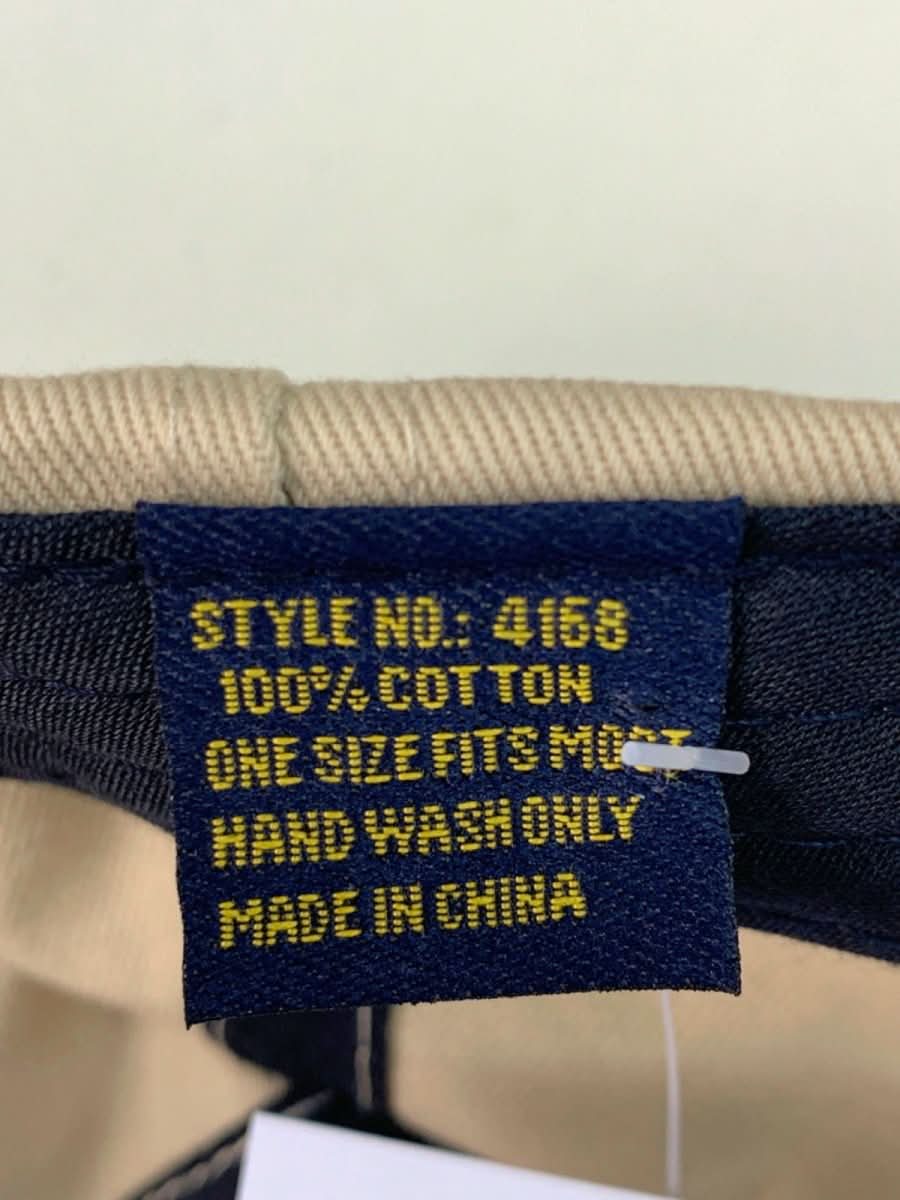 STYLE NO.: 4168
100% COTTON
ONE SIZE FITS MOST
HAND WASH ONLY
MADE IN CHINA